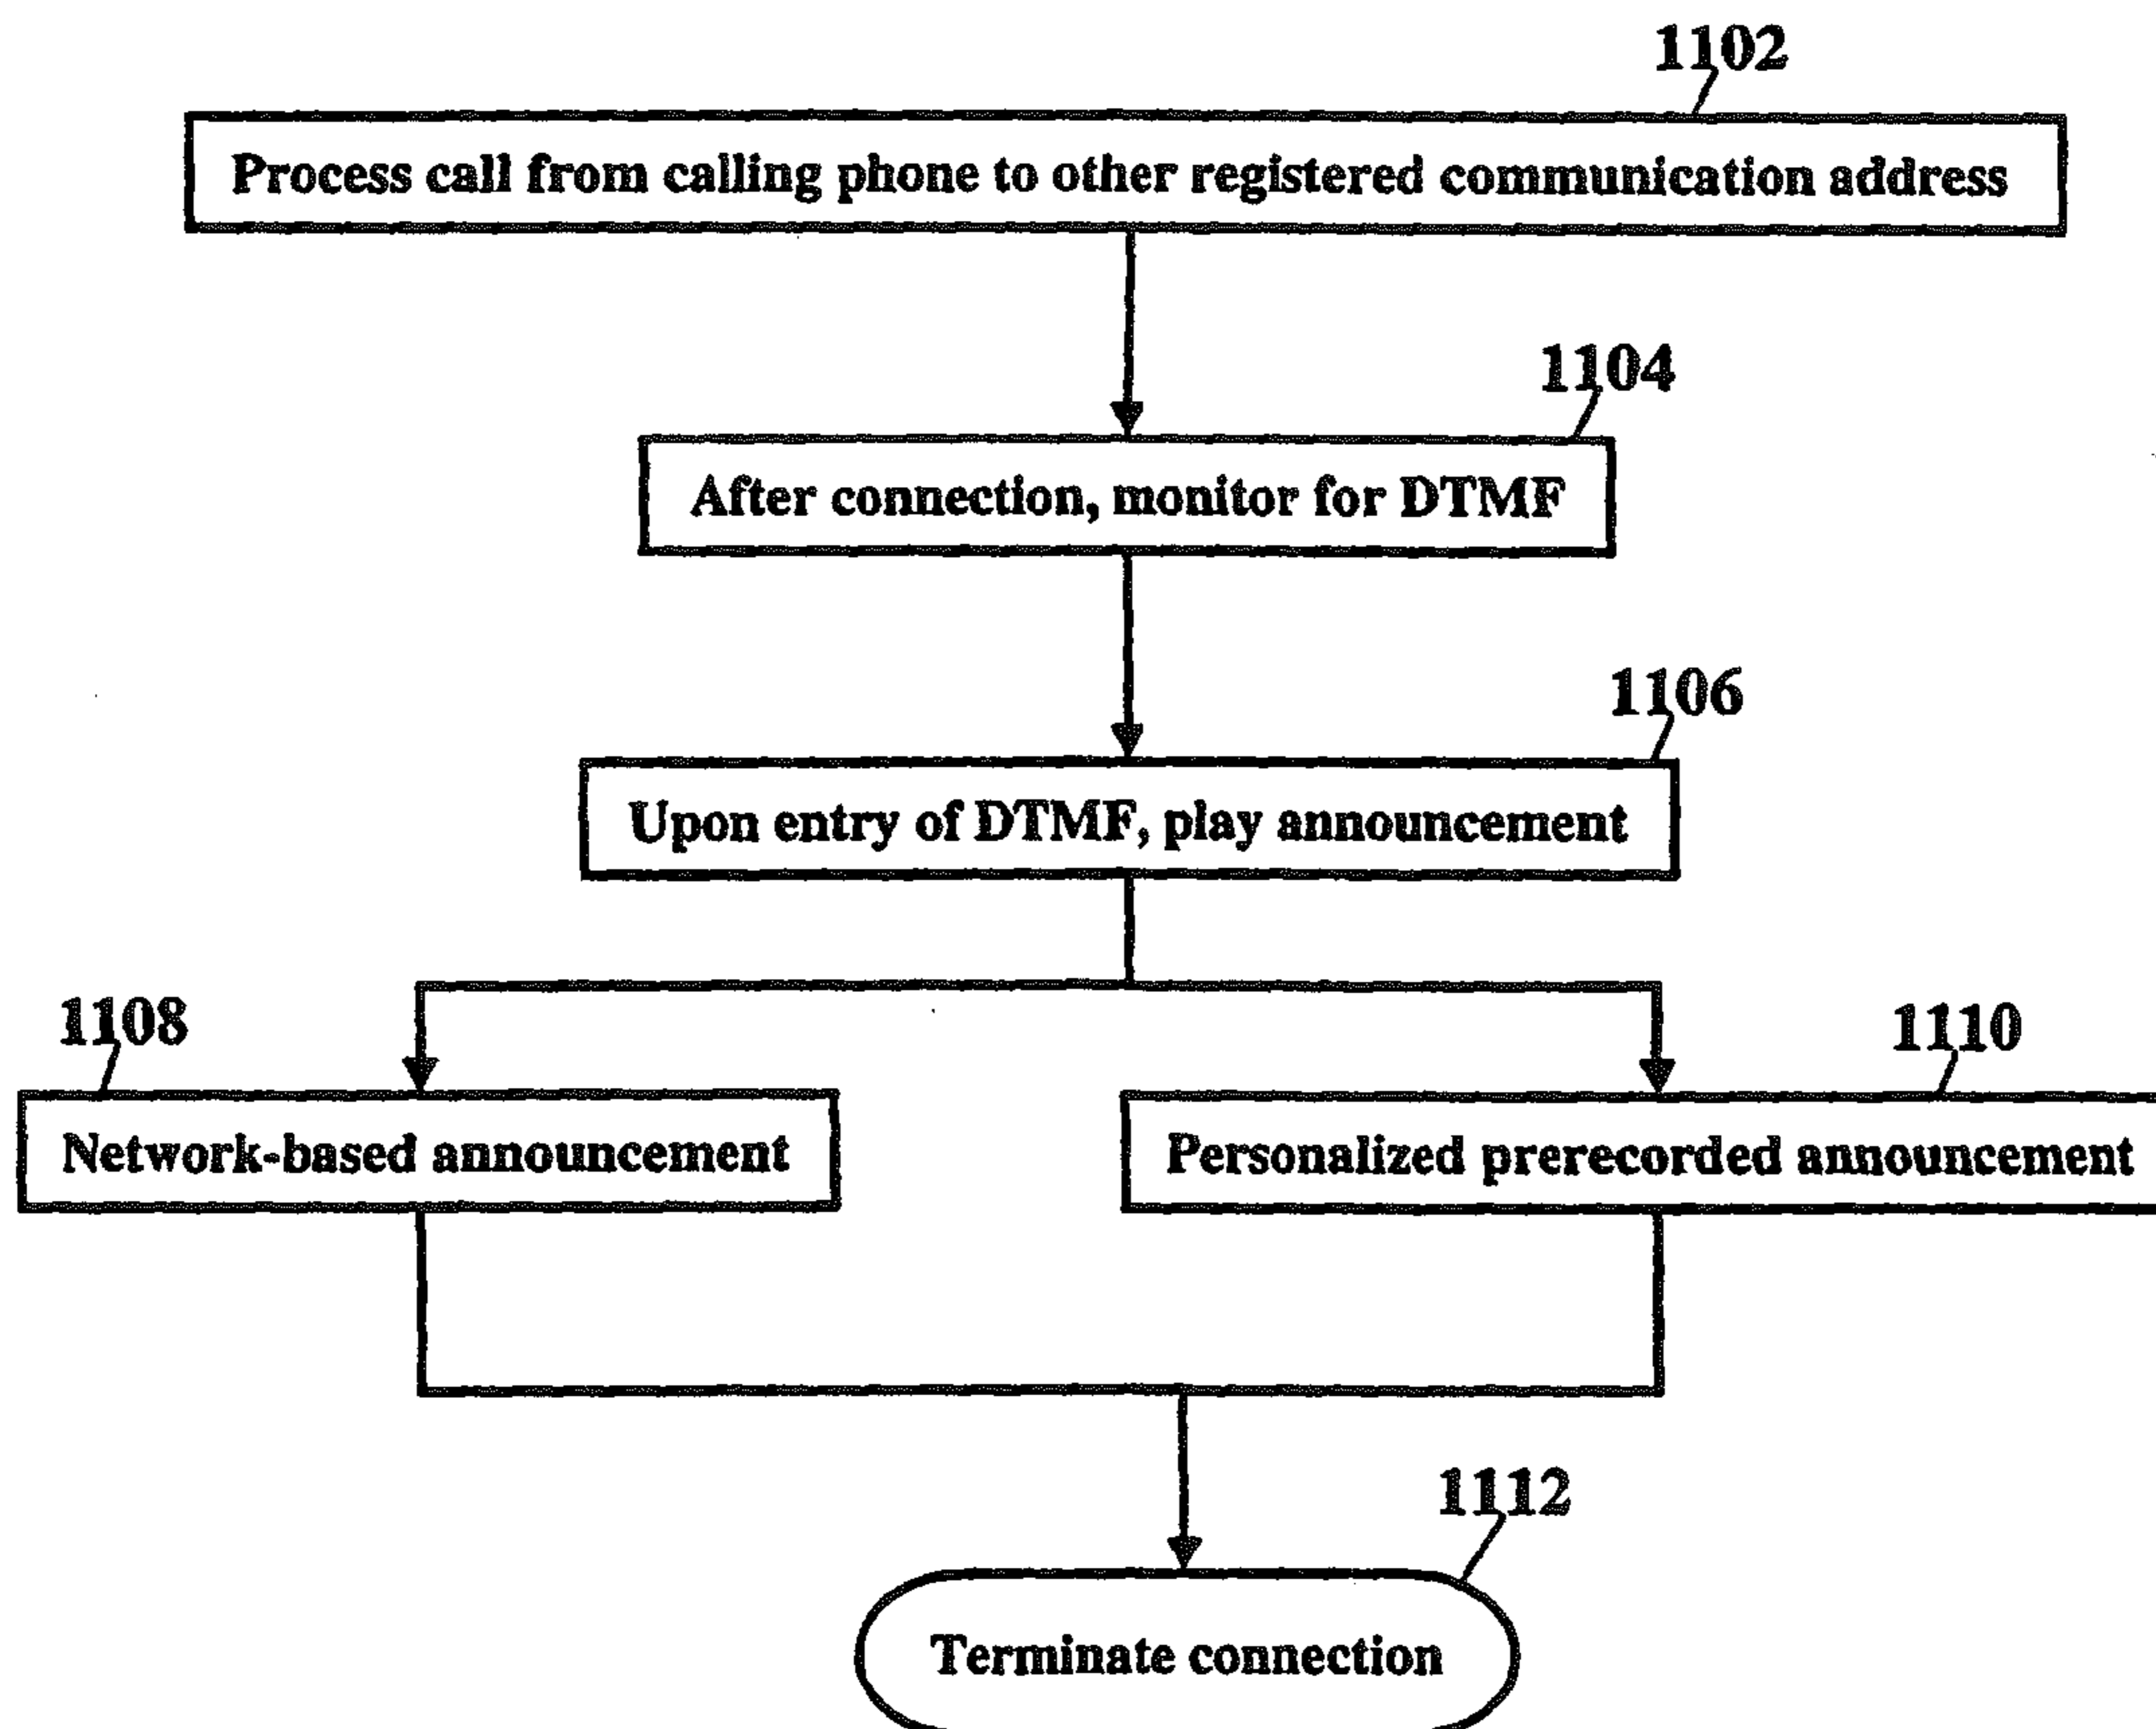 1102
Process call from calling phone to other registered communication address
1104
After connection, monitor for DTMF
1106
Upon entry of DTMF, play announcement
1108
1110
Network-based announcement
Personalized prerecorded announcement
1112
Terminate connection